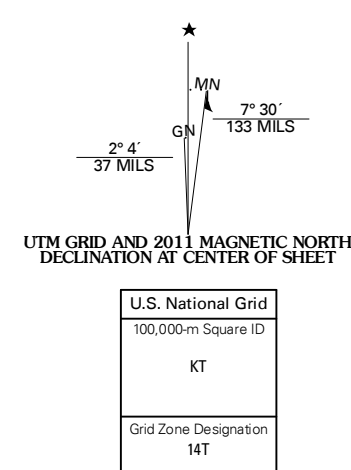 ★
MN
GN
7° 30´
133 MILS
2° 4´
37 MILS
UTM GRID AND 2011 MAGNETIC NORTH
DECLINATION AT CENTER OF SHEET
U.S. National Grid
100,000-m Square ID
KT
Grid Zone Designation
14T